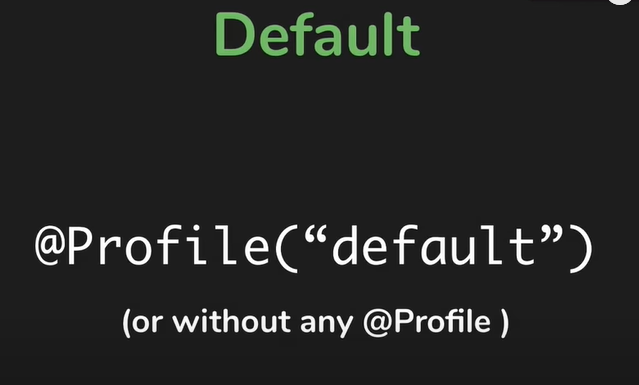 Default
@Profile(“default”)
(or without any @Profile )